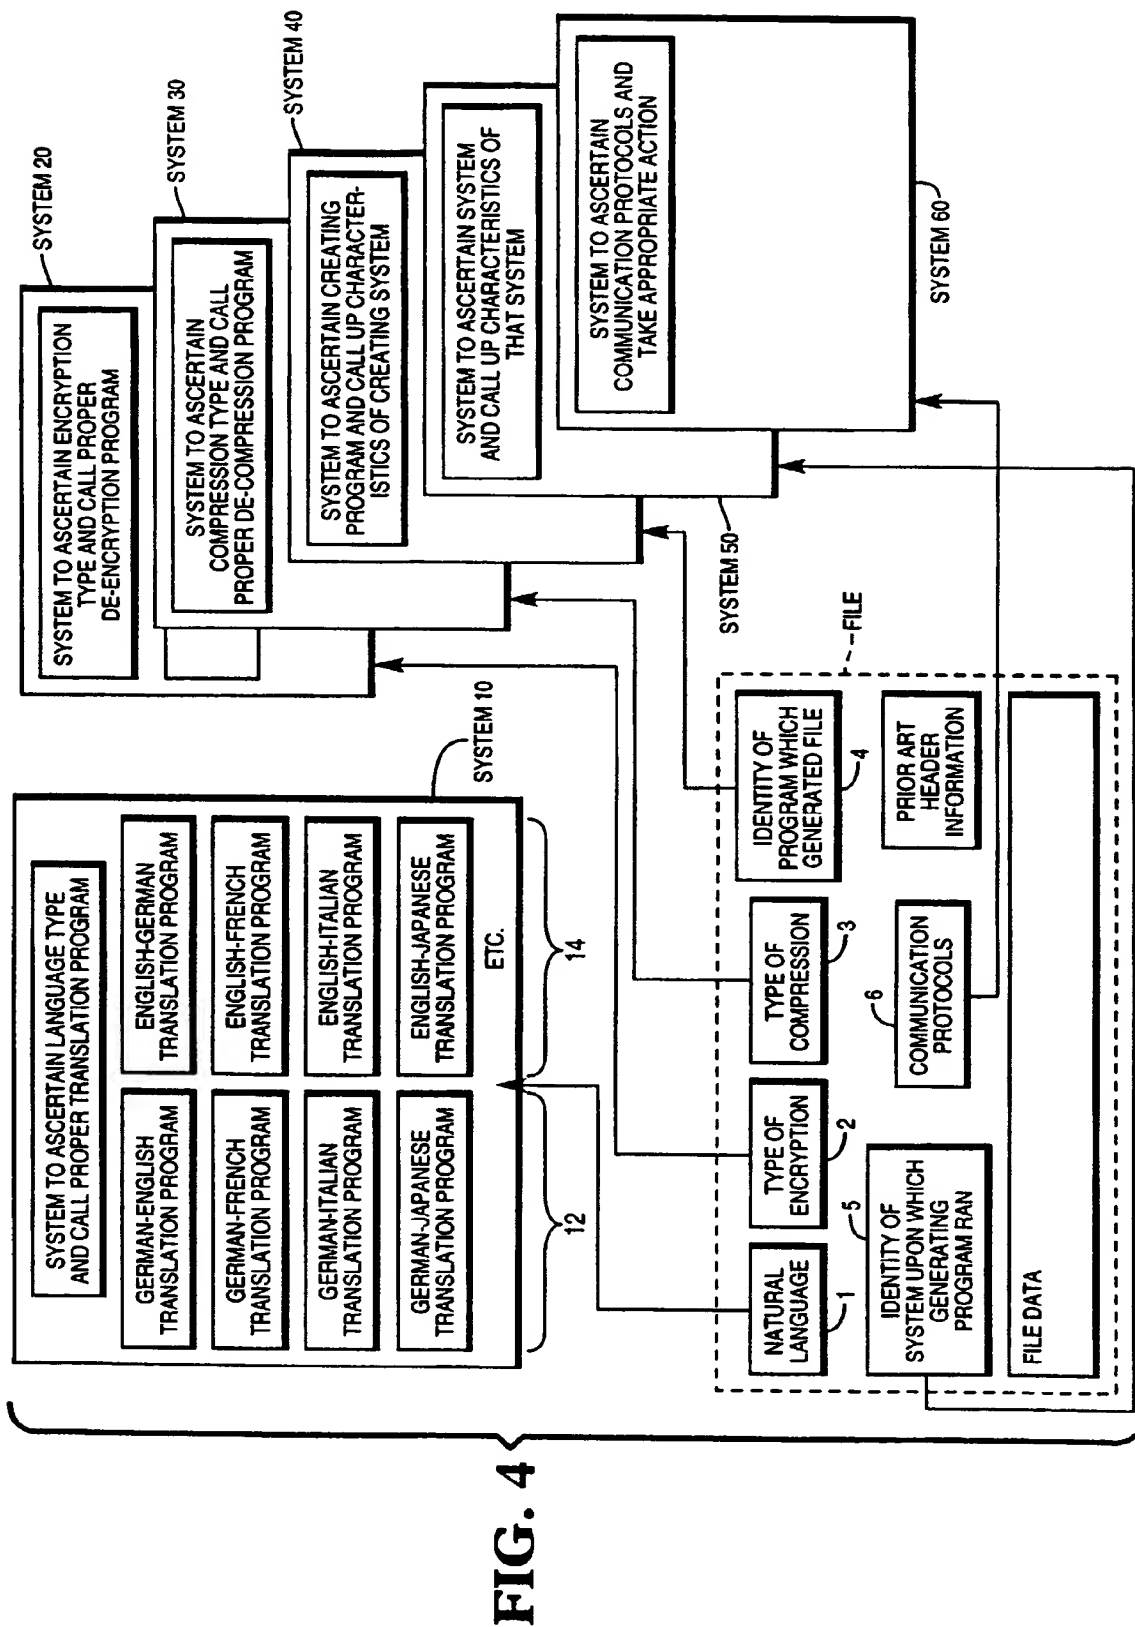 SYSTEM TO ASCERTAIN LANGUAGE TYPE
AND CALL PROPER TRANSLATION PROGRAM
GERMAN-ENGLISH
TRANSLATION PROGRAM
ENGLISH-GERMAN
TRANSLATION PROGRAM
GERMAN-FRENCH
TRANSLATION PROGRAM
ENGLISH-FRENCH
TRANSLATION PROGRAM
GERMAN-ITALIAN
TRANSLATION PROGRAM
ENGLISH-ITALIAN
TRANSLATION PROGRAM
GERMAN-JAPANESE
TRANSLATION PROGRAM
ENGLISH-JAPANESE
TRANSLATION PROGRAM
ETC.
12
14
SYSTEM 10
SYSTEM TO ASCERTAIN ENCRYPTION
TYPE AND CALL PROPER
DE-ENCRYPTION PROGRAM
SYSTEM 20
SYSTEM TO ASCERTAIN
COMPRESSION TYPE AND CALL
PROPER DE-COMPRESSION PROGRAM
SYSTEM 30
SYSTEM TO ASCERTAIN CREATING
PROGRAM AND CALL UP CHARACTER-
ISTICS OF CREATING SYSTEM
SYSTEM 40
SYSTEM TO ASCERTAIN SYSTEM
AND CALL UP CHARACTERISTICS OF
THAT SYSTEM
SYSTEM 50
SYSTEM TO ASCERTAIN
COMMUNICATION PROTOCOLS AND
TAKE APPROPRIATE ACTION
SYSTEM 60
FILE
NATURAL
LANGUAGE
1
TYPE OF
ENCRYPTION
2
TYPE OF
COMPRESSION
3
IDENTITY OF
PROGRAM WHICH
GENERATED FILE
4
5
IDENTITY OF
SYSTEM UPON WHICH
GENERATING
PROGRAM RAN
6
COMMUNICATION
PROTOCOLS
PRIOR ART
HEADER
INFORMATION
FILE DATA
FIG. 4